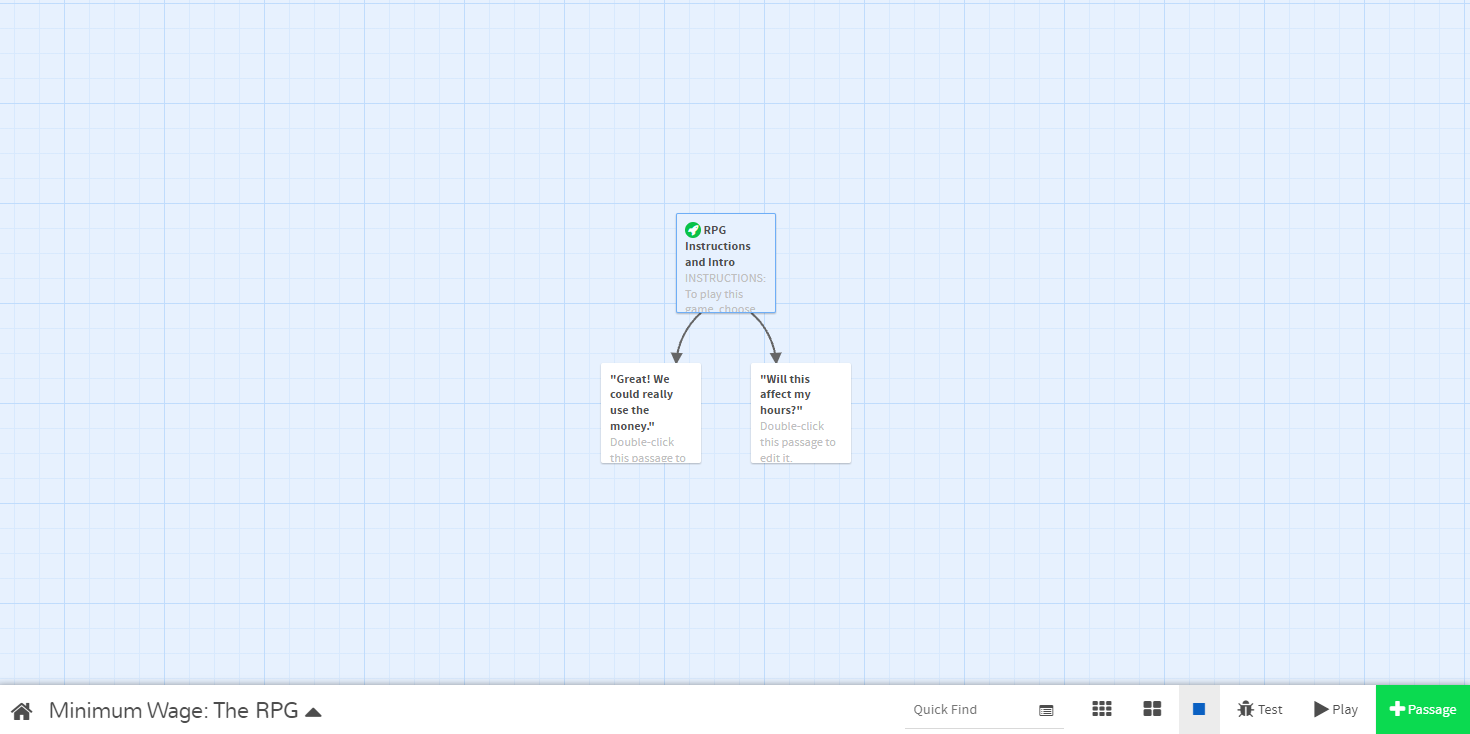 RPG
Instructions
and Intro
INSTRUCTIONS:
To play this
game, choose
"Great! We
could really
use the
money."
Double-click
this passage to
"Will this
affect my
hours?"
Double-click
this passage to
edit it.
Minimum Wage: The RPG
Quick Find
Test
Play
Passage